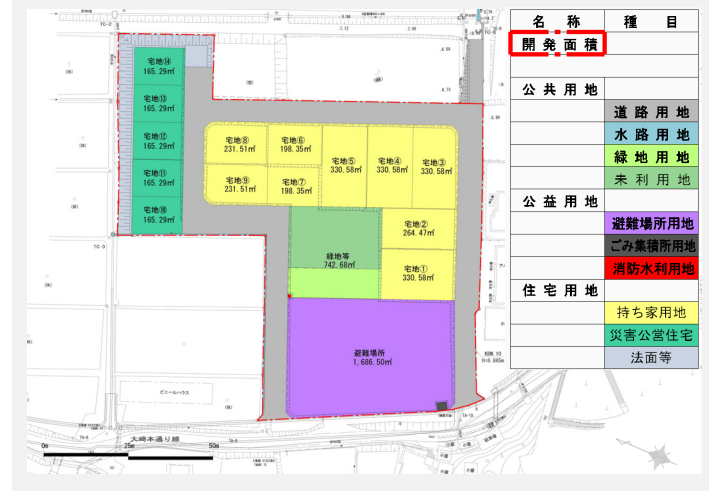 TC-2
宅地⑭
165.29㎡
宅地⑬
165.29㎡
宅地⑫
165.29㎡
宅地⑪
165.29㎡
宅地⑩
165.29㎡
宅地⑧
231.51㎡
宅地⑥
198.35㎡
宅地⑤
330.58㎡
宅地④
330.58㎡
宅地③
330.58㎡
宅地⑨
231.51㎡
宅地⑦
198.35㎡
宅地②
264.47㎡
宅地①
330.58㎡
緑地等
742.68㎡
避難場所
1,686.50㎡
TC-3
ビニールハウス
大崎本通り線
0m
25m
50m
KBM.10
名 称
種 目
開発面積
公共用地
道路用地
水路用地
緑地用地
未利用地
公益用地
避難場所用地
ごみ集積所用地
消防水利用地
住宅用地
持ち家用地
災害公営住宅
法面等